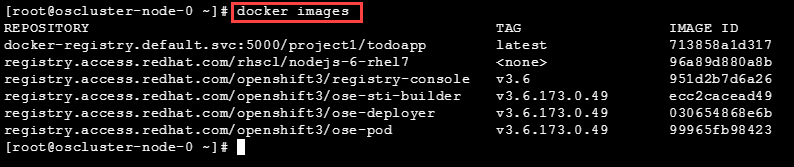 [root@oscluster-node-0 ~]# docker images
REPOSITORY TAG IMAGE ID
docker-registry.default.svc:5000/project1/todoapp latest 713858a1d317
registry.access.redhat.com/rhscl/nodejs-6-rhel7 <none> 96a89d880a8b
registry.access.redhat.com/openshift3/registry-console v3.6 951d2b7d6a26
registry.access.redhat.com/openshift3/ose-sti-builder v3.6.173.0.49 ecc2cacead49
registry.access.redhat.com/openshift3/ose-deployer v3.6.173.0.49 030654868e6b
registry.access.redhat.com/openshift3/ose-pod v3.6.173.0.49 99965fb98423
[root@oscluster-node-0 ~]#